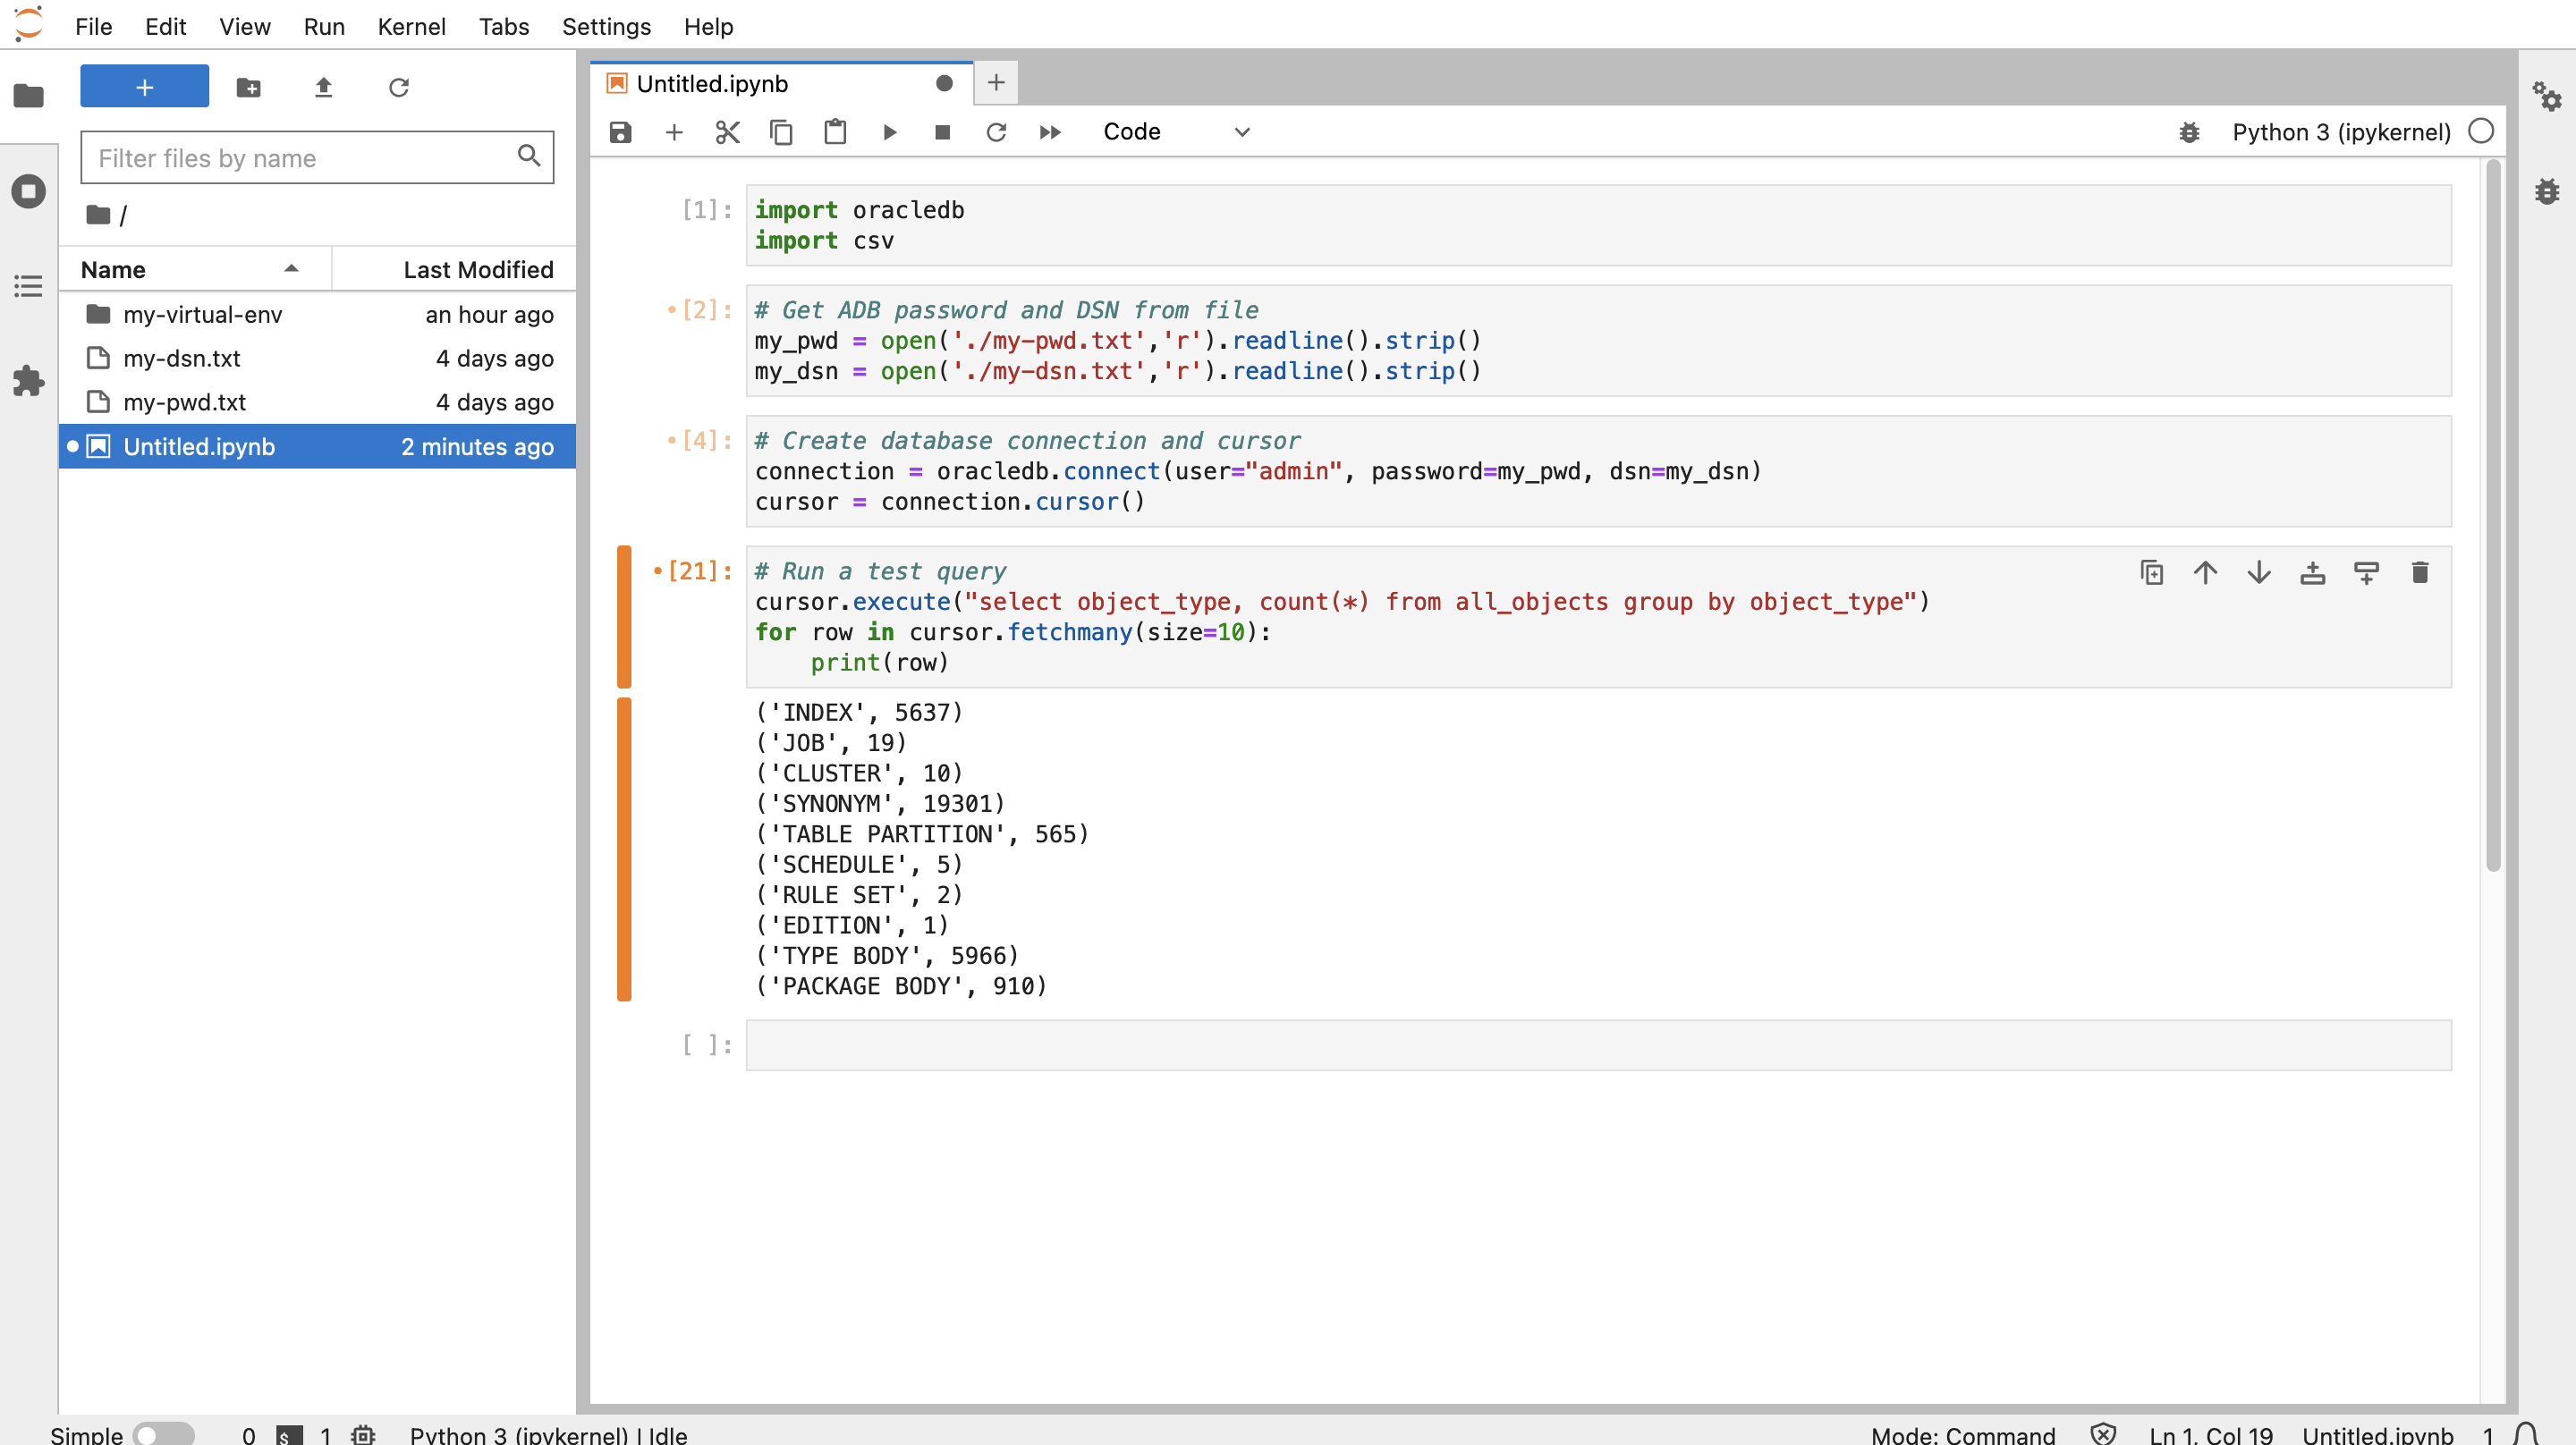 File Edit View Run Kernel Tabs Settings Help
Filter files by name
/
Name Last Modified
my-virtual-env an hour ago
my-dsn.txt 4 days ago
my-pwd.txt 4 days ago
Untitled.ipynb 2 minutes ago
Untitled.ipynb
Code
Python 3 (ipykernel)
[1]: import oracledb
import csv
[2]: # Get ADB password and DSN from file
my_pwd = open('./my-pwd.txt','r').readline().strip()
my_dsn = open('./my-dsn.txt','r').readline().strip()
[4]: # Create database connection and cursor
connection = oracledb.connect(user="admin", password=my_pwd, dsn=my_dsn)
cursor = connection.cursor()
[21]: # Run a test query
cursor.execute("select object_type, count(*) from all_objects group by object_type")
for row in cursor.fetchmany(size=10):
    print(row)
('INDEX', 5637)
('JOB', 19)
('CLUSTER', 10)
('SYNONYM', 19301)
('TABLE PARTITION', 565)
('SCHEDULE', 5)
('RULE SET', 2)
('EDITION', 1)
('TYPE BODY', 5966)
('PACKAGE BODY', 910)
[ ]:
Simple 0 $ 1 Python 3 (ipykernel) | Idle Mode: Command Ln 1, Col 19 Untitled.ipynb 1